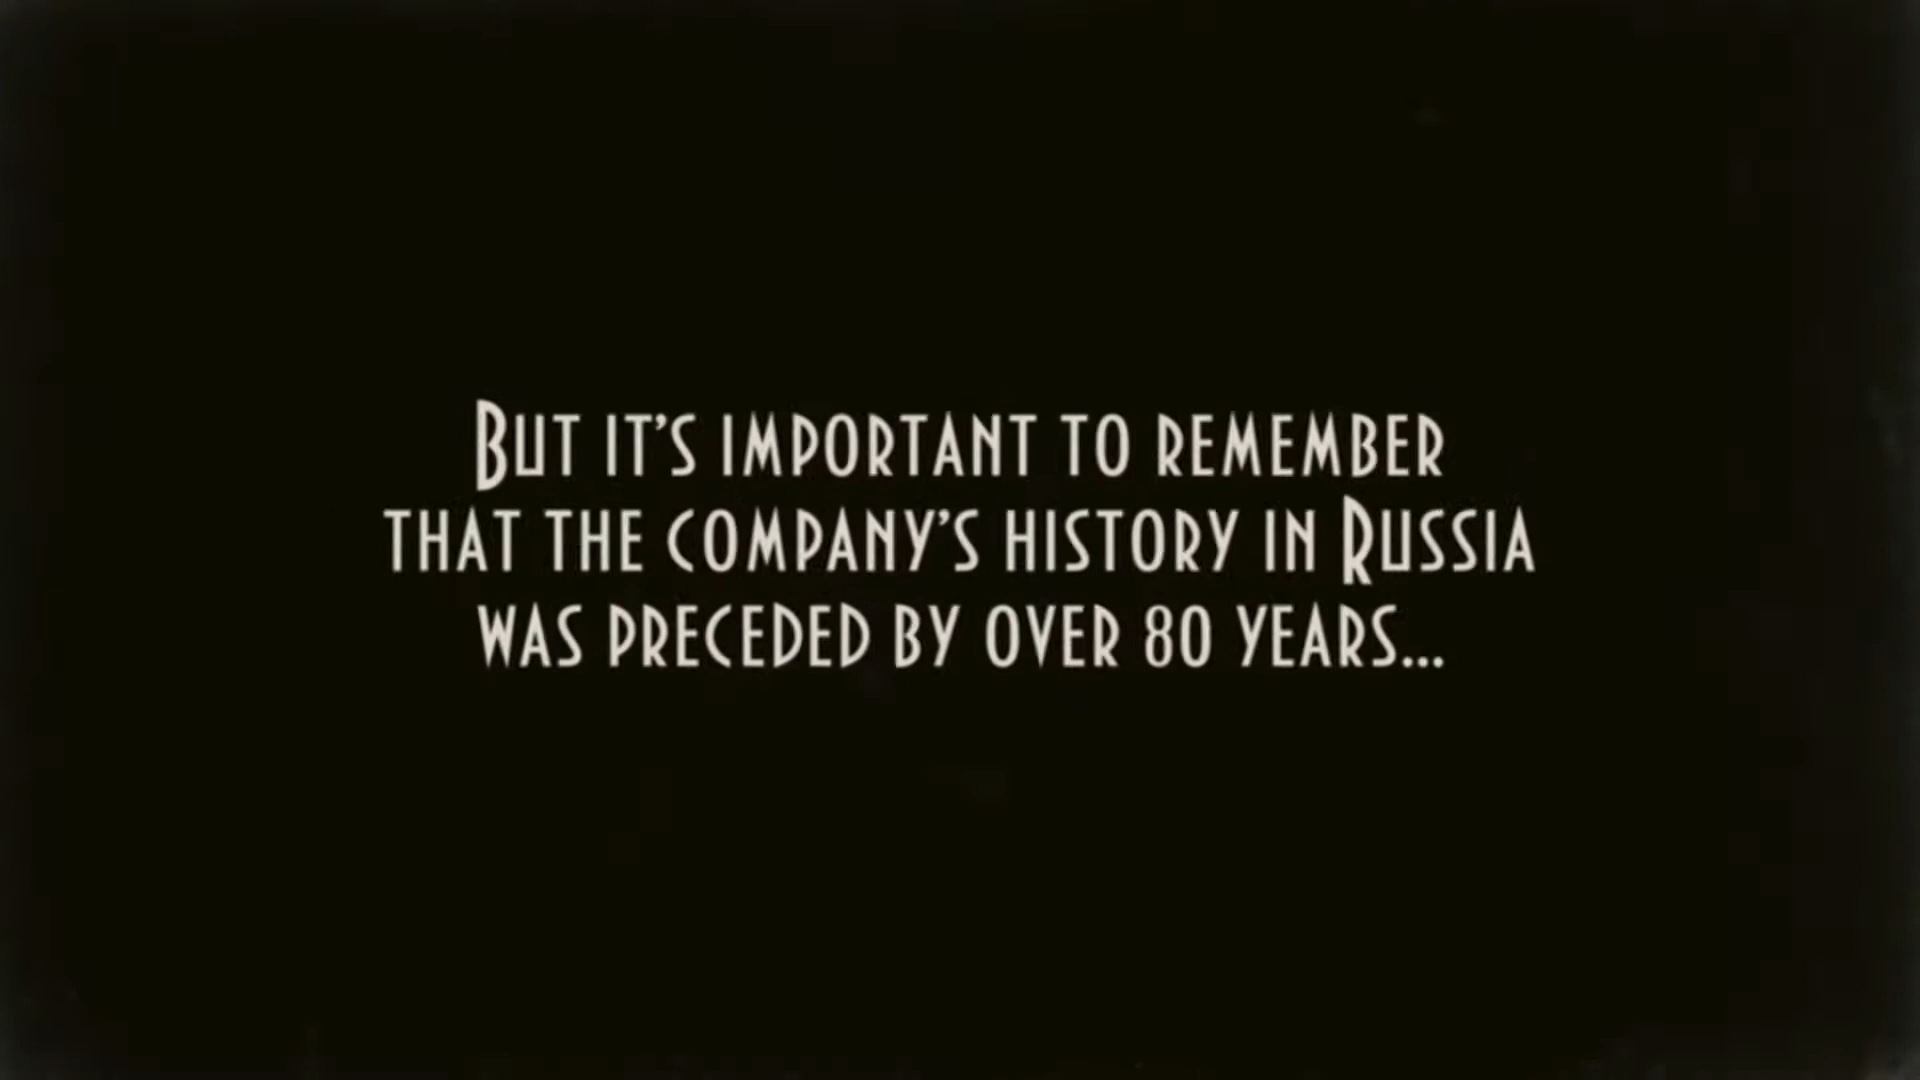 But it's important to remember
that the company's history in Russia
was preceded by over 80 years...